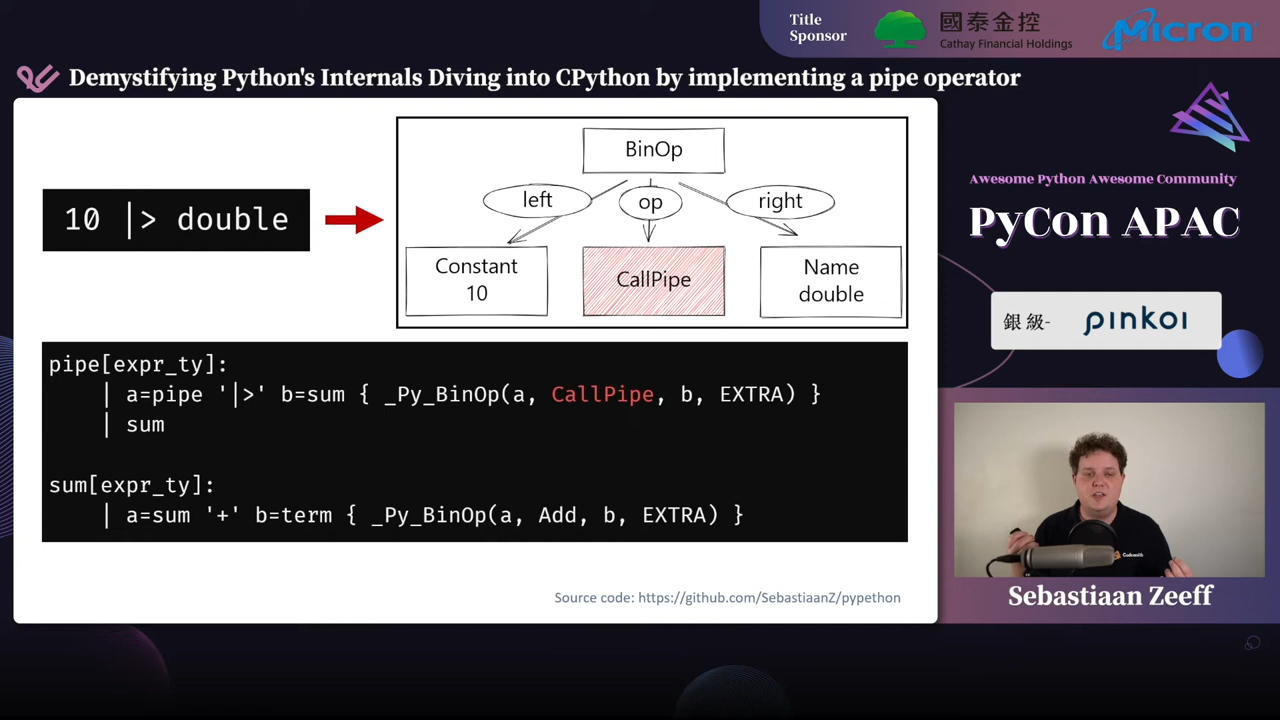 Title
Sponsor
國泰金控
Cathay Financial Holdings
Micron
Demystifying Python's Internals Diving into CPython by implementing a pipe operator
10 |> double
BinOp
left
op
right
Constant
10
CallPipe
Name
double
pipe[expr_ty]:
| a=pipe '|>' b=sum { _Py_BinOp(a, CallPipe, b, EXTRA) }
| sum
sum[expr_ty]:
| a=sum '+' b=term { _Py_BinOp(a, Add, b, EXTRA) }
Source code: https://github.com/SebastiaanZ/pypethon
Awesome Python Awesome Community
PyCon APAC
銀級-
pinkoi
Codesmith
Sebastiaan Zeeff